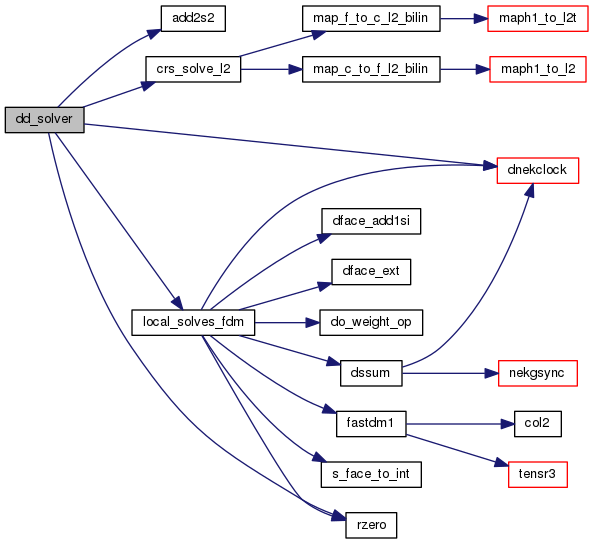 add2s2
map_f_to_c_l2_bilin
maph1_to_l2t
crs_solve_l2
map_c_to_f_l2_bilin
maph1_to_l2
dd_solver
dnekclock
dface_add1si
dface_ext
local_solves_fdm
do_weight_op
dssum
nekgsync
fastdm1
col2
s_face_to_int
tensr3
rzero